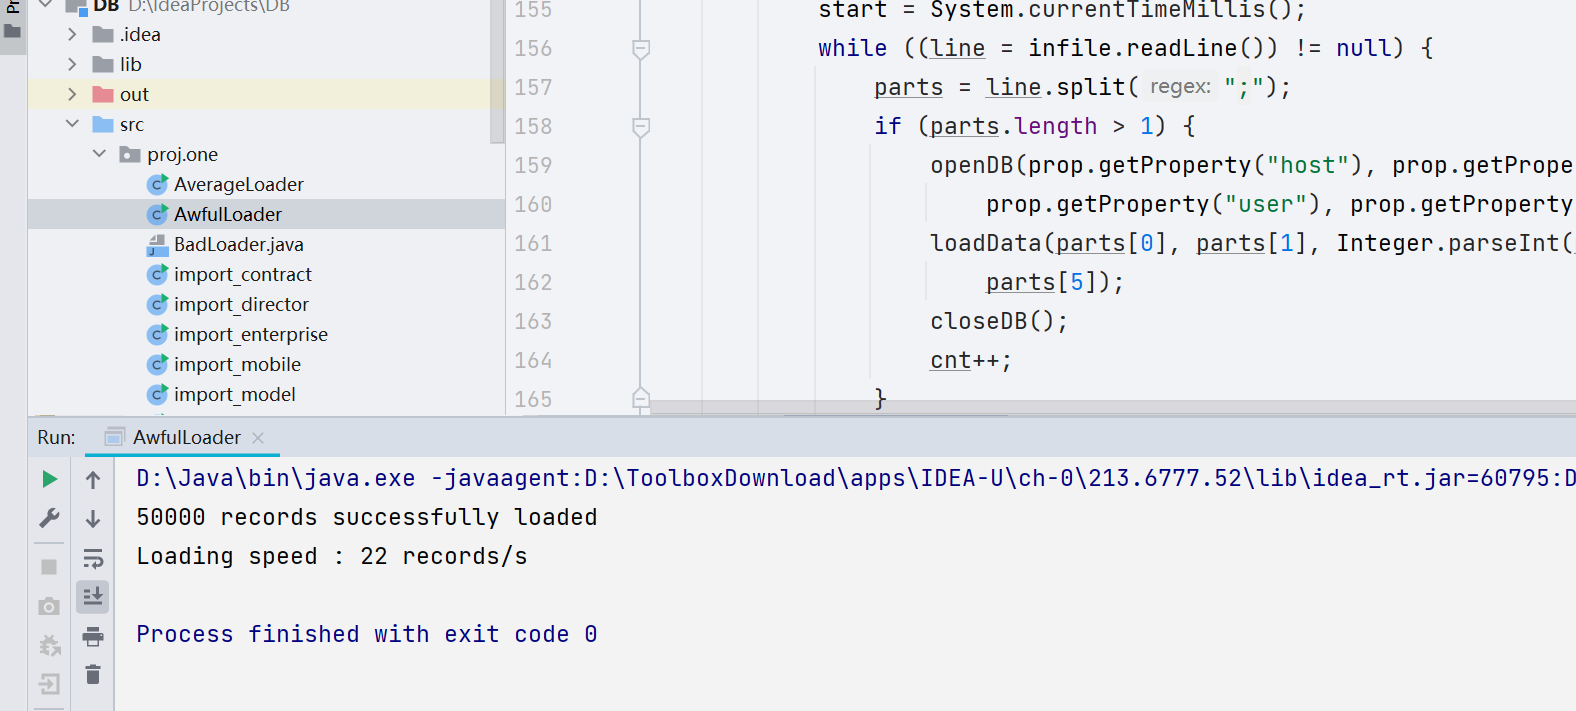 Pr
DB D:\IdeaProjects\DB
.idea
lib
out
src
proj.one
AverageLoader
AwfulLoader
BadLoader.java
import_contract
import_director
import_enterprise
import_mobile
import_model
155 start = System.currentTimeMillis();
156 while ((line = infile.readLine()) != null) {
157 parts = line.split( regex: ";");
158 if (parts.length > 1) {
159 openDB(prop.getProperty("host"), prop.getPrope
160 prop.getProperty("user"), prop.getProperty
161 loadData(parts[0], parts[1], Integer.parseInt(
162 parts[5]);
163 closeDB();
164 cnt++;
165 }
Run: AwfulLoader
D:\Java\bin\java.exe -javaagent:D:\ToolboxDownload\apps\IDEA-U\ch-0\213.6777.52\lib\idea_rt.jar=60795:D
50000 records successfully loaded
Loading speed : 22 records/s
Process finished with exit code 0